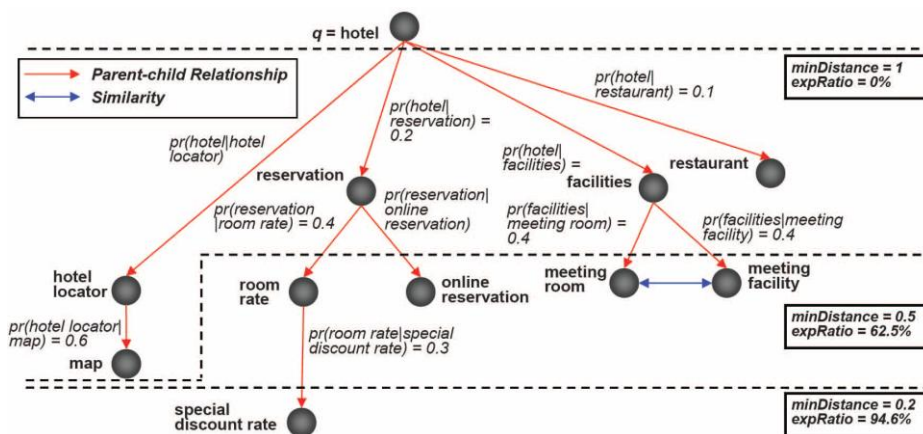 q = hotel
Parent-child Relationship
Similarity
minDistance = 1
expRatio = 0%
pr(hotel|
restaurant) = 0.1
pr(hotel|
reservation) =
0.2
pr(hotel|hotel
locator)
pr(hotel|
facilities) =
restaurant
reservation
facilities
pr(reservation
|room rate) = 0.4
pr(reservation|
online
reservation)
pr(facilities|
meeting room) =
0.4
pr(facilities|meeting
facility) = 0.4
hotel
locator
room
rate
online
reservation
meeting
room
meeting
facility
pr(hotel locator|
map) = 0.6
map
pr(room rate|special
discount rate) = 0.3
minDistance = 0.5
expRatio = 62.5%
special
discount rate
minDistance = 0.2
expRatio = 94.6%